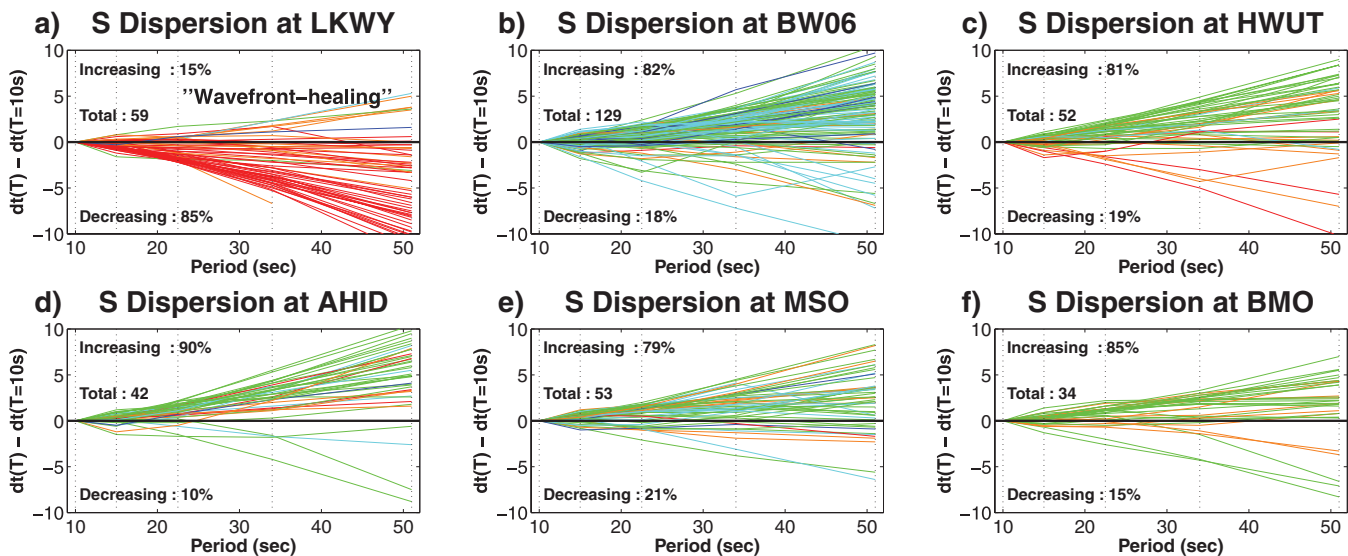 a) S Dispersion at LKWY
10
5
0
−5
−10
dt(T) − dt(T=10s)
Increasing : 15%
"Wavefront−healing"
Total : 59
Decreasing : 85%
10 20 30 40 50
Period (sec)
b) S Dispersion at BW06
10
5
0
−5
−10
dt(T) − dt(T=10s)
Increasing : 82%
Total : 129
Decreasing : 18%
10 20 30 40 50
Period (sec)
c) S Dispersion at HWUT
10
5
0
−5
−10
dt(T) − dt(T=10s)
Increasing : 81%
Total : 52
Decreasing : 19%
10 20 30 40 50
Period (sec)
d) S Dispersion at AHID
10
5
0
−5
−10
dt(T) − dt(T=10s)
Increasing : 90%
Total : 42
Decreasing : 10%
10 20 30 40 50
Period (sec)
e) S Dispersion at MSO
10
5
0
−5
−10
dt(T) − dt(T=10s)
Increasing : 79%
Total : 53
Decreasing : 21%
10 20 30 40 50
Period (sec)
f) S Dispersion at BMO
10
5
0
−5
−10
dt(T) − dt(T=10s)
Increasing : 85%
Total : 34
Decreasing : 15%
10 20 30 40 50
Period (sec)